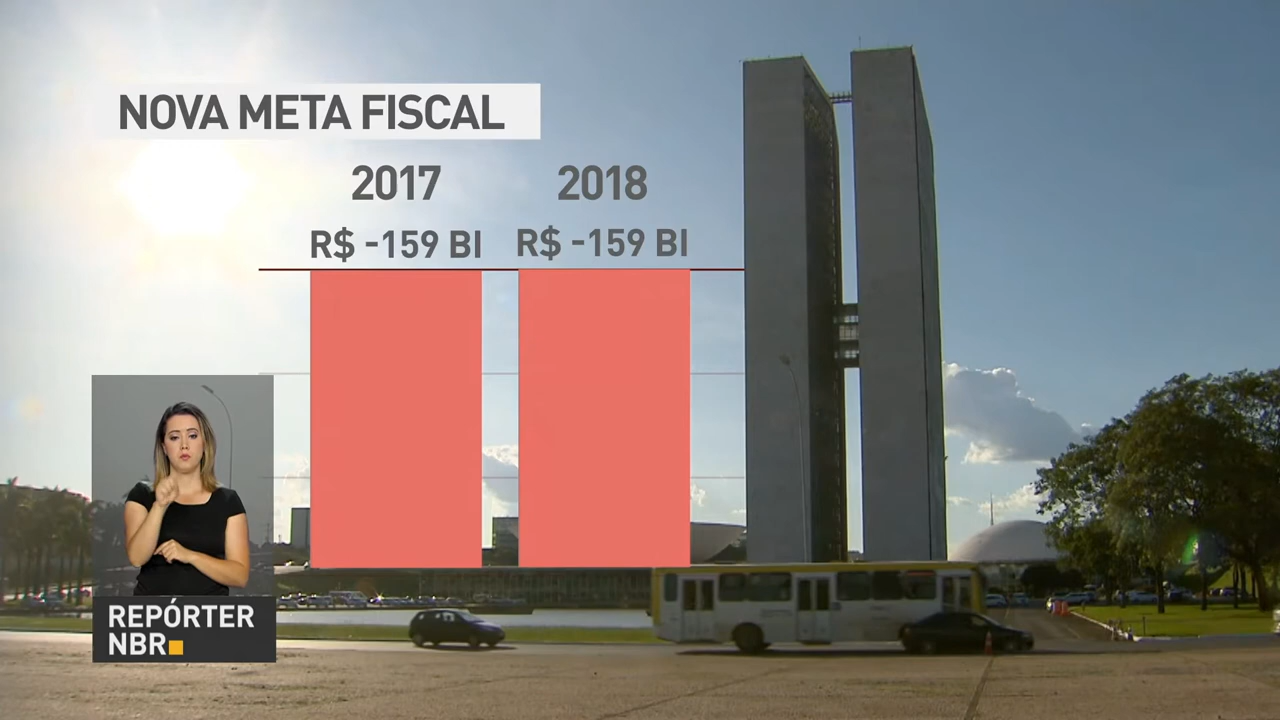 NOVA META FISCAL
2017 2018
R$ -159 BI R$ -159 BI
REPÓRTER
NBR